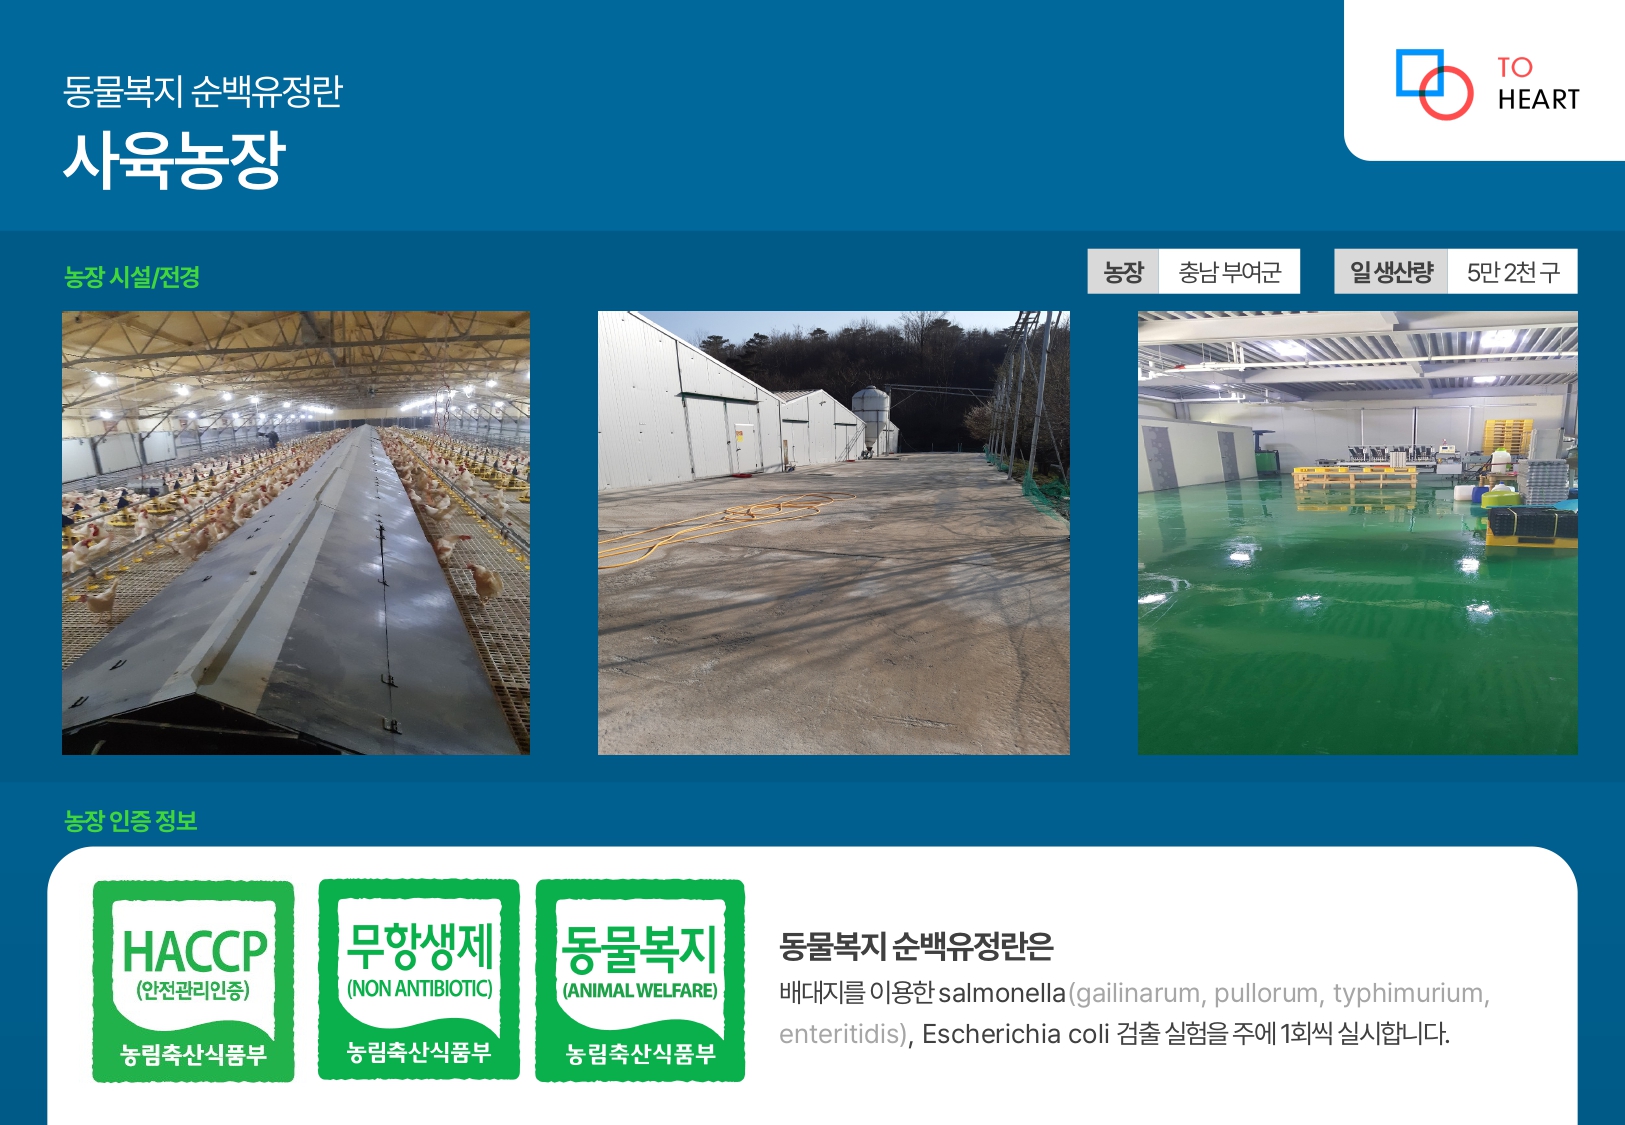 동물복지 순백유정란
사육농장
TO
HEART
농장 시설/전경
농장 충남 부여군
일 생산량 5만 2천 구
농장 인증 정보
HACCP
(안전관리인증)
농림축산식품부
무항생제
(NON ANTIBIOTIC)
농림축산식품부
동물복지
(ANIMAL WELFARE)
농림축산식품부
동물복지 순백유정란은
배대지를 이용한 salmonella(gailinarum, pullorum, typhimurium,
enteritidis), Escherichia coli 검출 실험을 주에 1회씩 실시합니다.